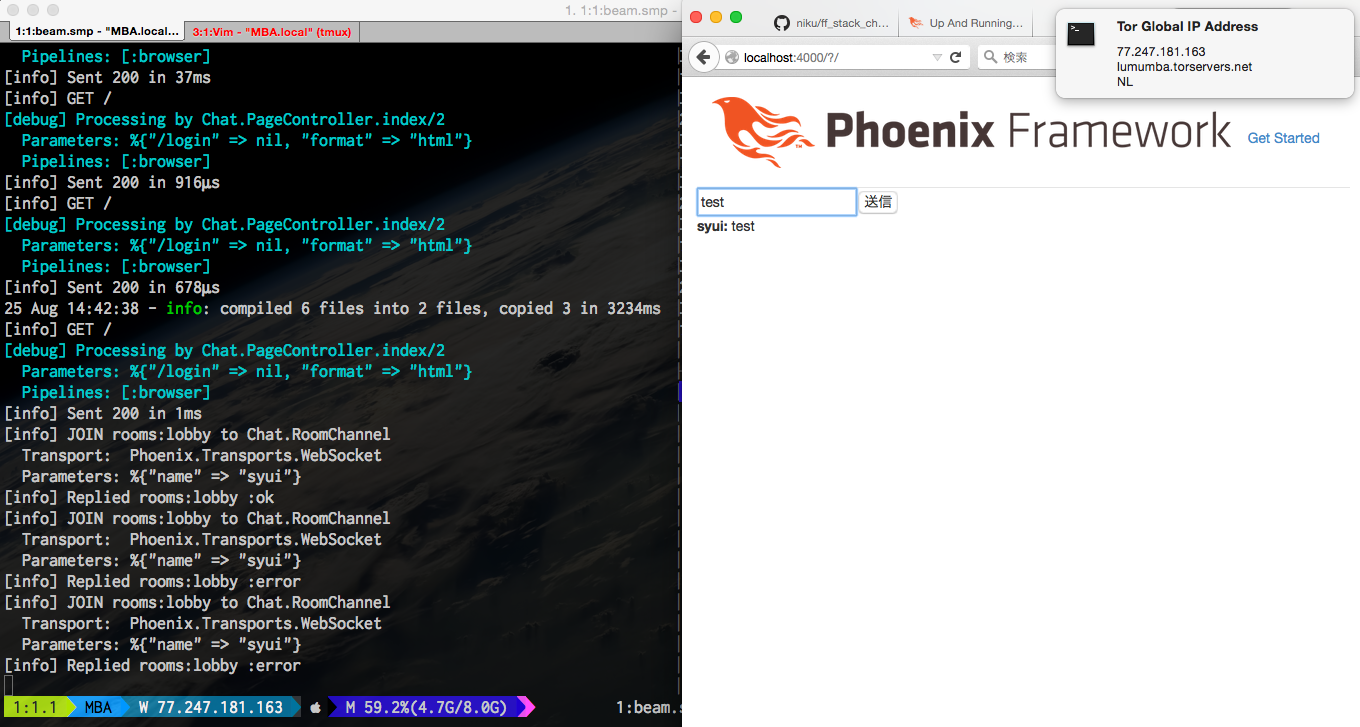 1. 1:1:beam.smp -
1:1:beam.smp - "MBA.local...
3:1:Vim - "MBA.local" (tmux)
Pipelines: [:browser]
[info] Sent 200 in 37ms
[info] GET /
[debug] Processing by Chat.PageController.index/2
Parameters: %{"/login" => nil, "format" => "html"}
Pipelines: [:browser]
[info] Sent 200 in 916µs
[info] GET /
[debug] Processing by Chat.PageController.index/2
Parameters: %{"/login" => nil, "format" => "html"}
Pipelines: [:browser]
[info] Sent 200 in 678µs
25 Aug 14:42:38 - info: compiled 6 files into 2 files, copied 3 in 3234ms
[info] GET /
[debug] Processing by Chat.PageController.index/2
Parameters: %{"/login" => nil, "format" => "html"}
Pipelines: [:browser]
[info] Sent 200 in 1ms
[info] JOIN rooms:lobby to Chat.RoomChannel
Transport:  Phoenix.Transports.WebSocket
Parameters: %{"name" => "syui"}
[info] Replied rooms:lobby :ok
[info] JOIN rooms:lobby to Chat.RoomChannel
Transport:  Phoenix.Transports.WebSocket
Parameters: %{"name" => "syui"}
[info] Replied rooms:lobby :error
[info] JOIN rooms:lobby to Chat.RoomChannel
Transport:  Phoenix.Transports.WebSocket
Parameters: %{"name" => "syui"}
[info] Replied rooms:lobby :error
1:1.1 MBA W 77.247.181.163 M 59.2%(4.7G/8.0G) 1:beam.s
niku/ff_stack_ch...
Up And Running...
localhost:4000/?/
検索
Tor Global IP Address
77.247.181.163
lumumba.torservers.net
NL
Phoenix Framework
TM
Get Started
test
送信
syui: test